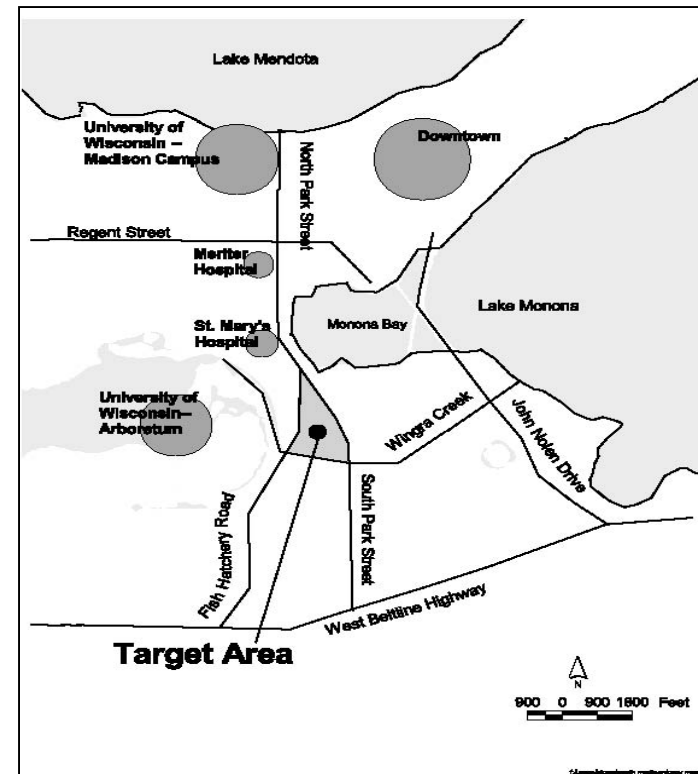 Lake Mendota
University of
Wisconsin –
Madison Campus
Downtown
North Park Street
Regent Street
Meriter
Hospital
Lake Monona
Monona Bay
St. Mary's
Hospital
University of
Wisconsin–
Arboretum
Wingra Creek
John Nolen Drive
Fish Hatchery Road
South Park Street
West Beltline Highway
Target Area
N
900 0 900 1800 Feet